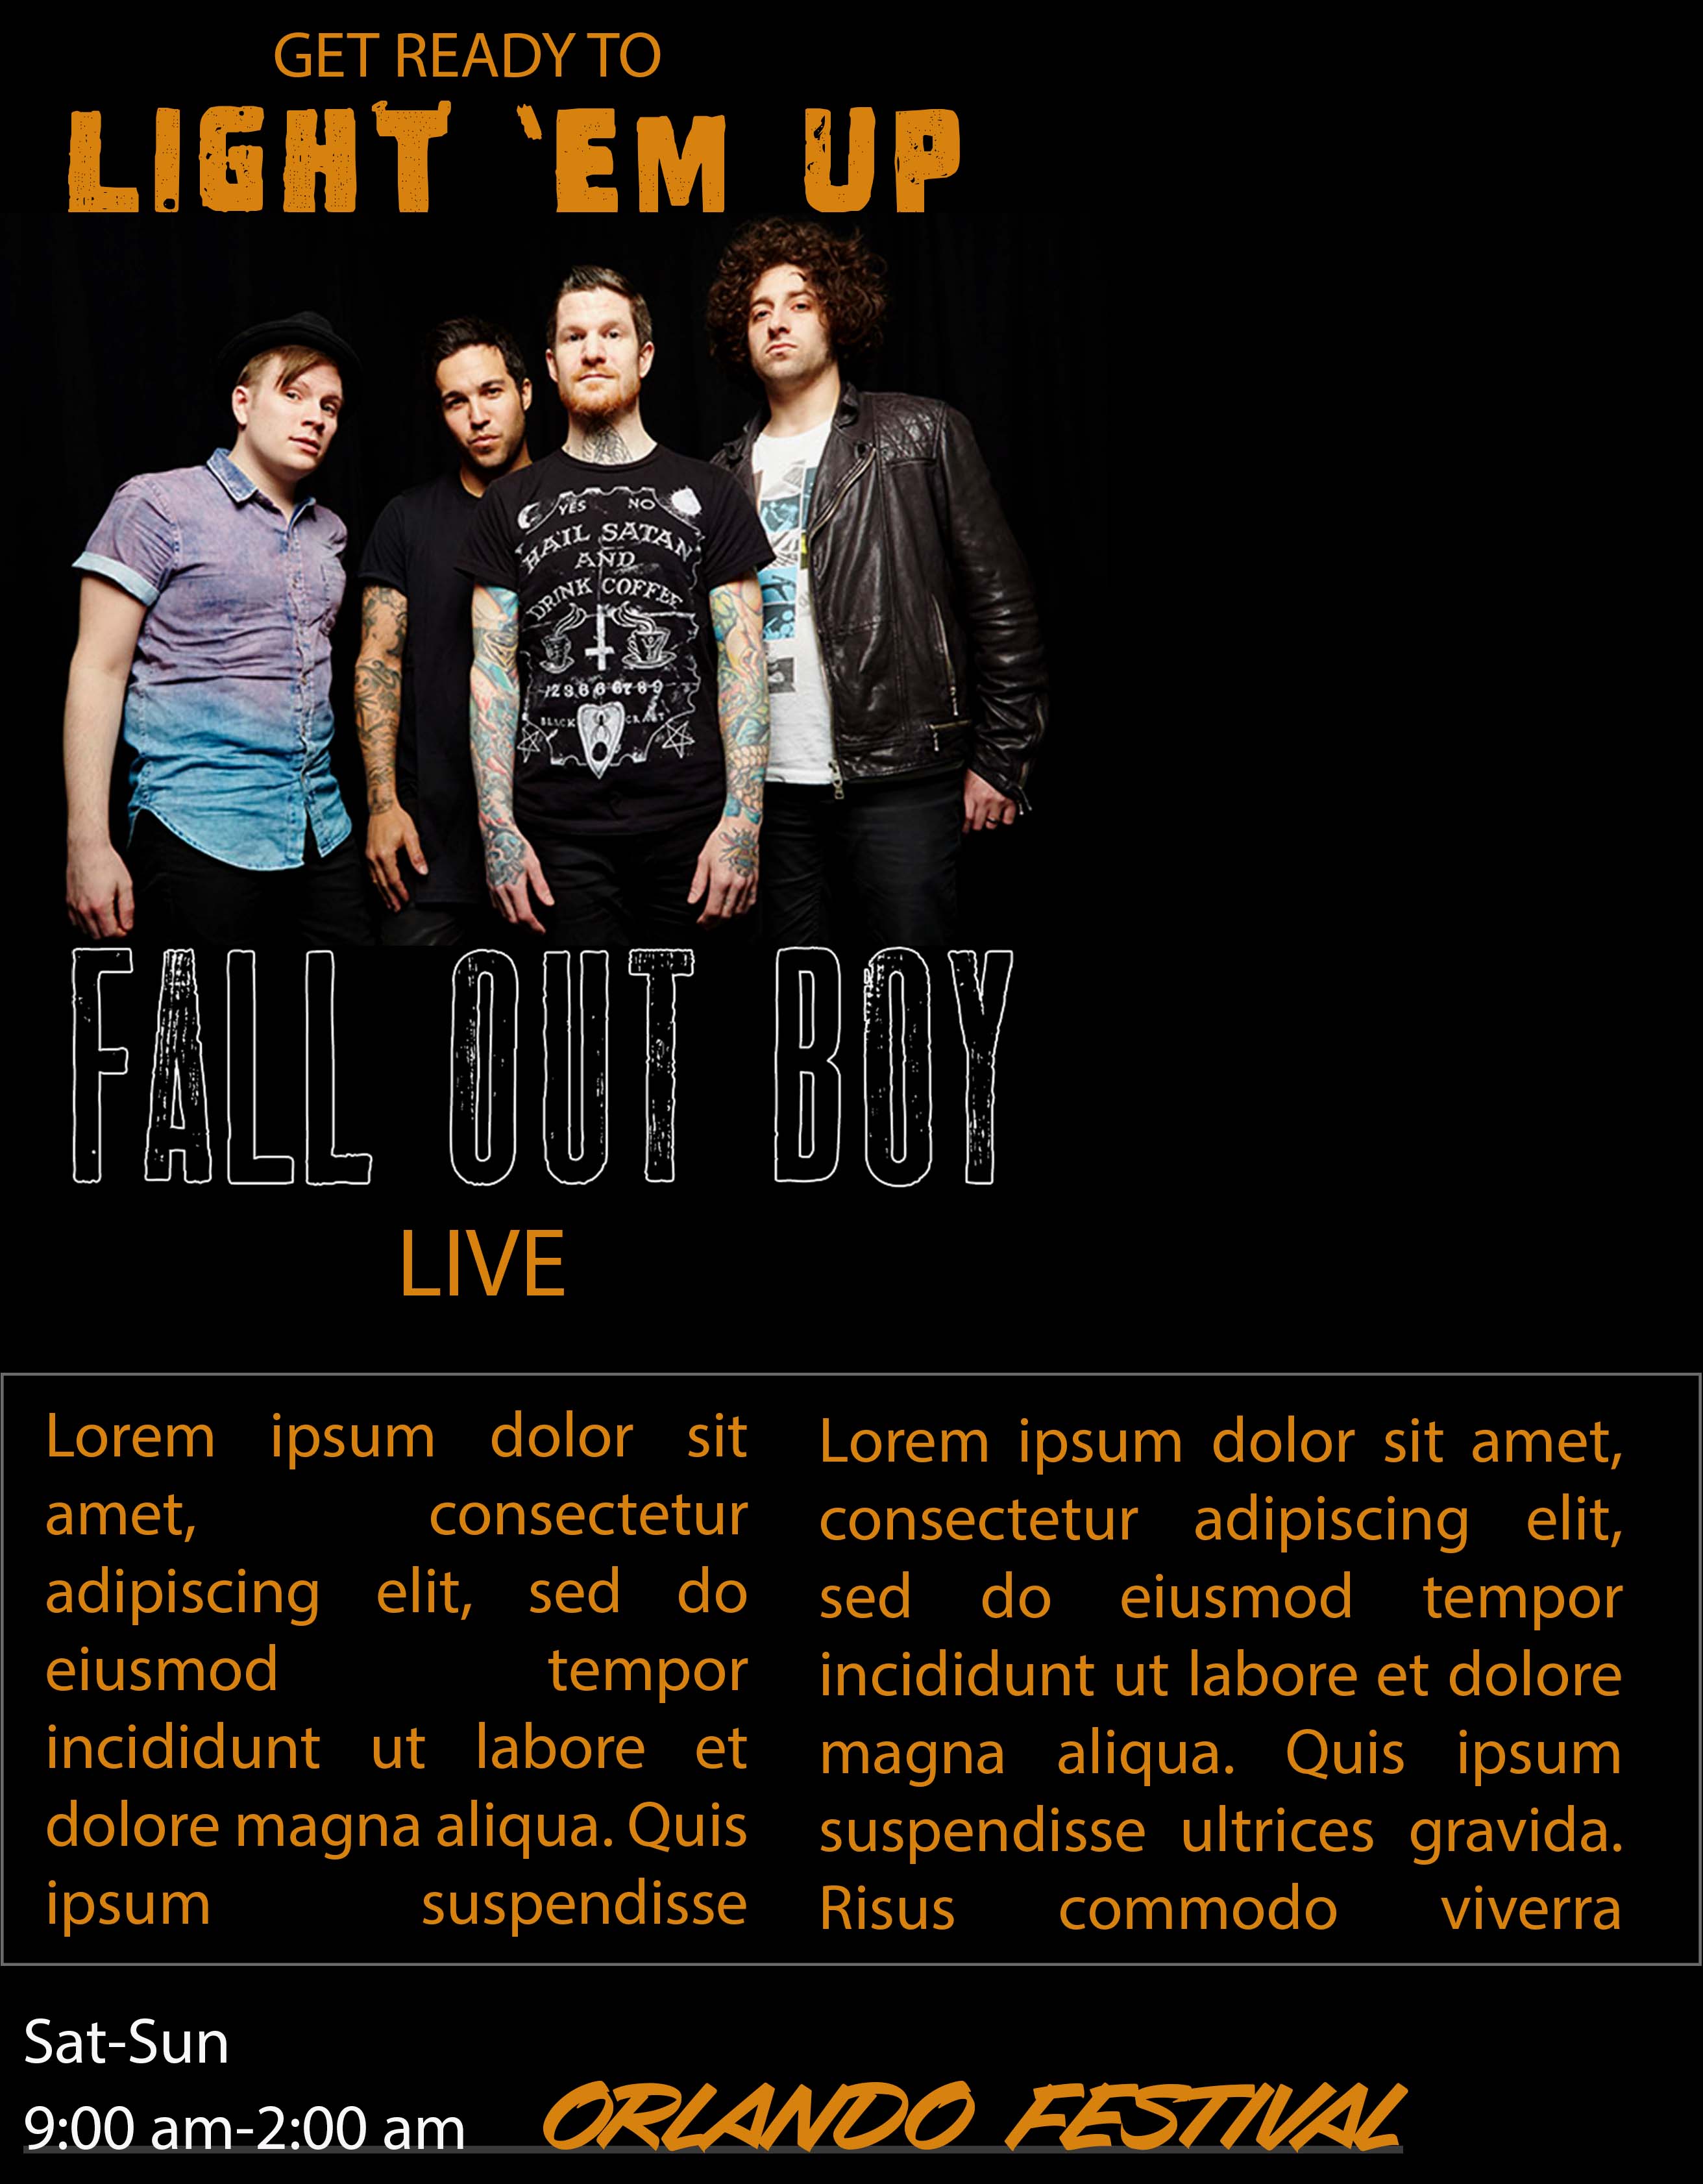 GET READY TO
LIGHT ‘EM UP
YES NO
HAIL SATAN
AND
DRINK COFFEE
BLACK CRAFT
FALL OUT BOY
LIVE
Lorem ipsum dolor sit
amet, consectetur
adipiscing elit, sed do
eiusmod tempor
incididunt ut labore et
dolore magna aliqua. Quis
ipsum suspendisse
Lorem ipsum dolor sit amet,
consectetur adipiscing elit,
sed do eiusmod tempor
incididunt ut labore et dolore
magna aliqua. Quis ipsum
suspendisse ultrices gravida.
Risus commodo viverra
Sat-Sun
9:00 am-2:00 am
ORLANDO FESTIVAL